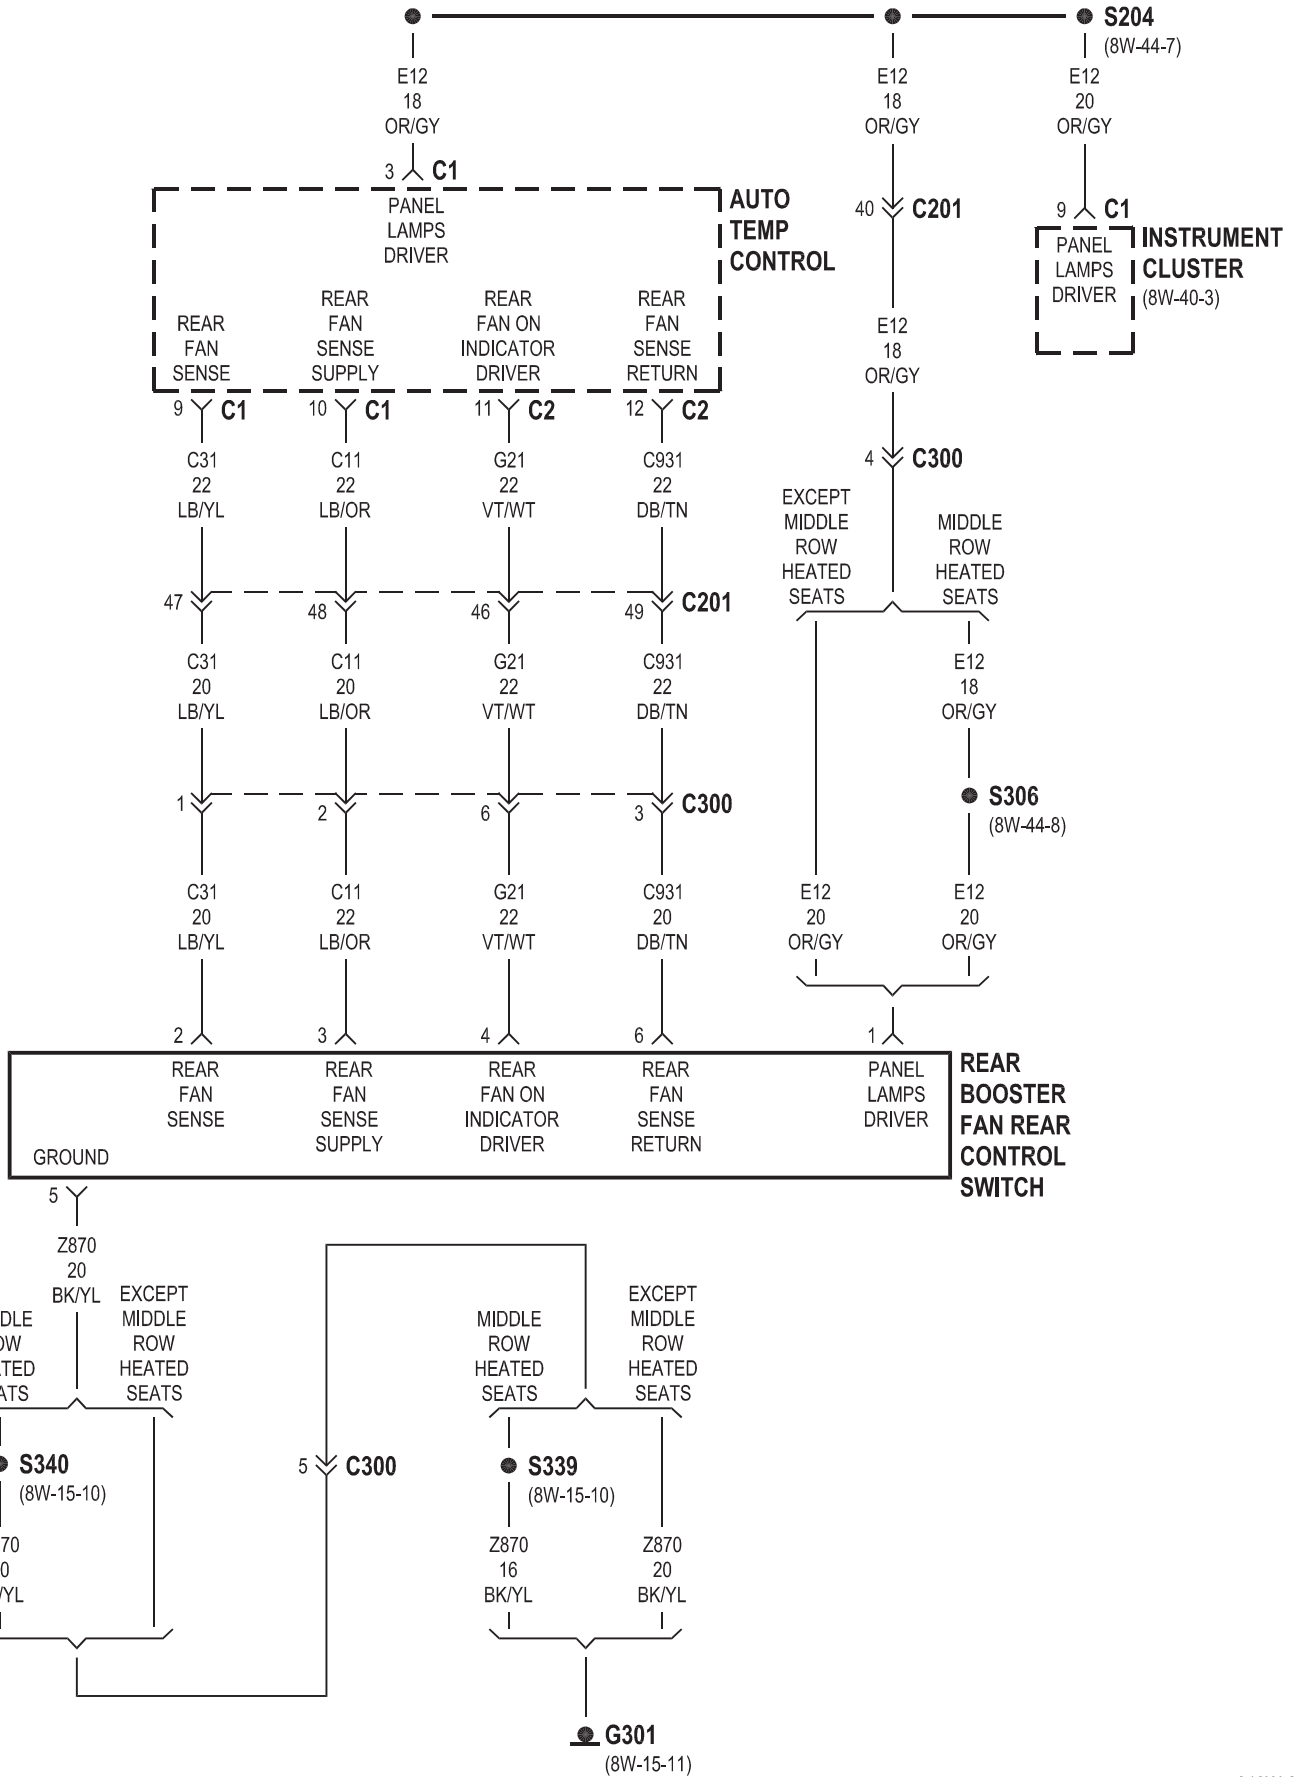 S204
(8W-44-7)
E12
18
OR/GY
E12
18
OR/GY
E12
20
OR/GY
3 C1
40 C201
9 C1
AUTO
TEMP
CONTROL
PANEL
LAMPS
DRIVER
REAR
FAN
SENSE
REAR
FAN
SENSE
SUPPLY
REAR
FAN ON
INDICATOR
DRIVER
REAR
FAN
SENSE
RETURN
INSTRUMENT
CLUSTER
(8W-40-3)
PANEL
LAMPS
DRIVER
E12
18
OR/GY
9 C1
10 C1
11 C2
12 C2
4 C300
C31
22
LB/YL
C11
22
LB/OR
G21
22
VT/WT
C931
22
DB/TN
EXCEPT
MIDDLE
ROW
HEATED
SEATS
MIDDLE
ROW
HEATED
SEATS
47
48
46
49
C201
C31
20
LB/YL
C11
20
LB/OR
G21
22
VT/WT
C931
22
DB/TN
E12
18
OR/GY
1
2
6
3
C300
S306
(8W-44-8)
C31
20
LB/YL
C11
22
LB/OR
G21
22
VT/WT
C931
20
DB/TN
E12
20
OR/GY
E12
20
OR/GY
2
3
4
6
1
REAR
FAN
SENSE
REAR
FAN
SENSE
SUPPLY
REAR
FAN ON
INDICATOR
DRIVER
REAR
FAN
SENSE
RETURN
PANEL
LAMPS
DRIVER
REAR
BOOSTER
FAN REAR
CONTROL
SWITCH
GROUND
5
Z870
20
BK/YL
DLE
OW
TED
ATS
EXCEPT
MIDDLE
ROW
HEATED
SEATS
MIDDLE
ROW
HEATED
SEATS
EXCEPT
MIDDLE
ROW
HEATED
SEATS
S340
(8W-15-10)
5 C300
S339
(8W-15-10)
70
0
/YL
Z870
16
BK/YL
Z870
20
BK/YL
G301
(8W-15-11)